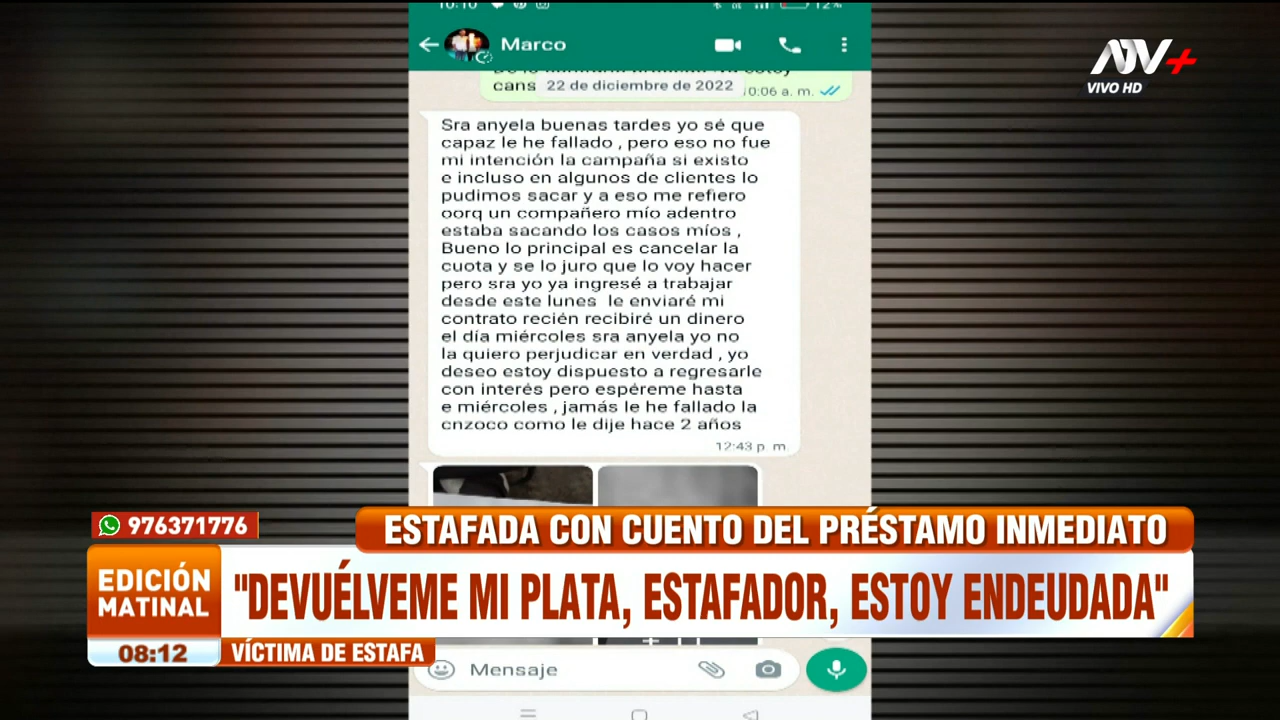 10:10
12%
Marco
ATV+
VIVO HD
estoy
cans
22 de diciembre de 2022
0:06 a. m.
Sra anyela buenas tardes yo sé que
capaz le he fallado , pero eso no fue
mi intención la campaña si existo
e incluso en algunos de clientes lo
pudimos sacar y a eso me refiero
oorq un compañero mío adentro
estaba sacando los casos míos ,
Bueno lo principal es cancelar la
cuota y se lo juro que lo voy hacer
pero sra yo ya ingresé a trabajar
desde este lunes le enviaré mi
contrato recién recibiré un dinero
el día miércoles sra anyela yo no
la quiero perjudicar en verdad , yo
deseo estoy dispuesto a regresarle
con interés pero espéreme hasta
e miércoles , jamás le he fallado la
cnzoco como le dije hace 2 años
12:43 p. m.
976371776
ESTAFADA CON CUENTO DEL PRÉSTAMO INMEDIATO
EDICIÓN
MATINAL
"DEVUÉLVEME MI PLATA, ESTAFADOR, ESTOY ENDEUDADA"
08:12
VÍCTIMA DE ESTAFA
Mensaje